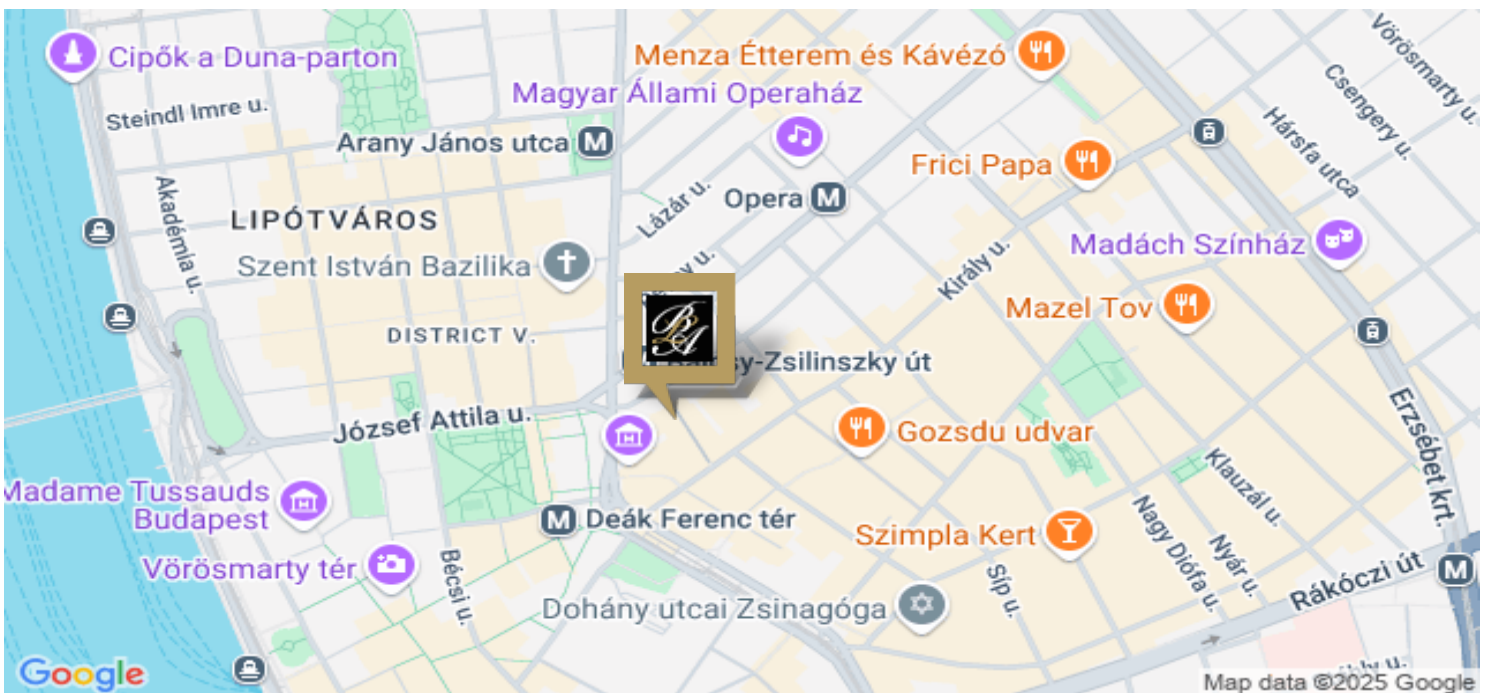 Cipők a Duna-parton
Menza Étterem és Kávézó
Vörösmarty u.
Csengery u.
Magyar Állami Operaház
Steindl Imre u.
Hársfa utca
Arany János utca M
Frici Papa
Akadémia u.
Lázár u.
Opera M
LIPÓTVÁROS
Szent István Bazilika
Király u.
Madách Színház
Mazel Tov
DISTRICT V.
B
A
sy-Zsilinszky út
József Attila u.
Gozsdu udvar
Erzsébet krt.
Klauzál u.
Madame Tussauds
Budapest
M Deák Ferenc tér
Szimpla Kert
Nagy Diófa u.
Nyár u.
Vörösmarty tér
Bécsi u.
Síp u.
Rákóczi út M
Dohány utcai Zsinagóga
Google
Map data ©2025 Google